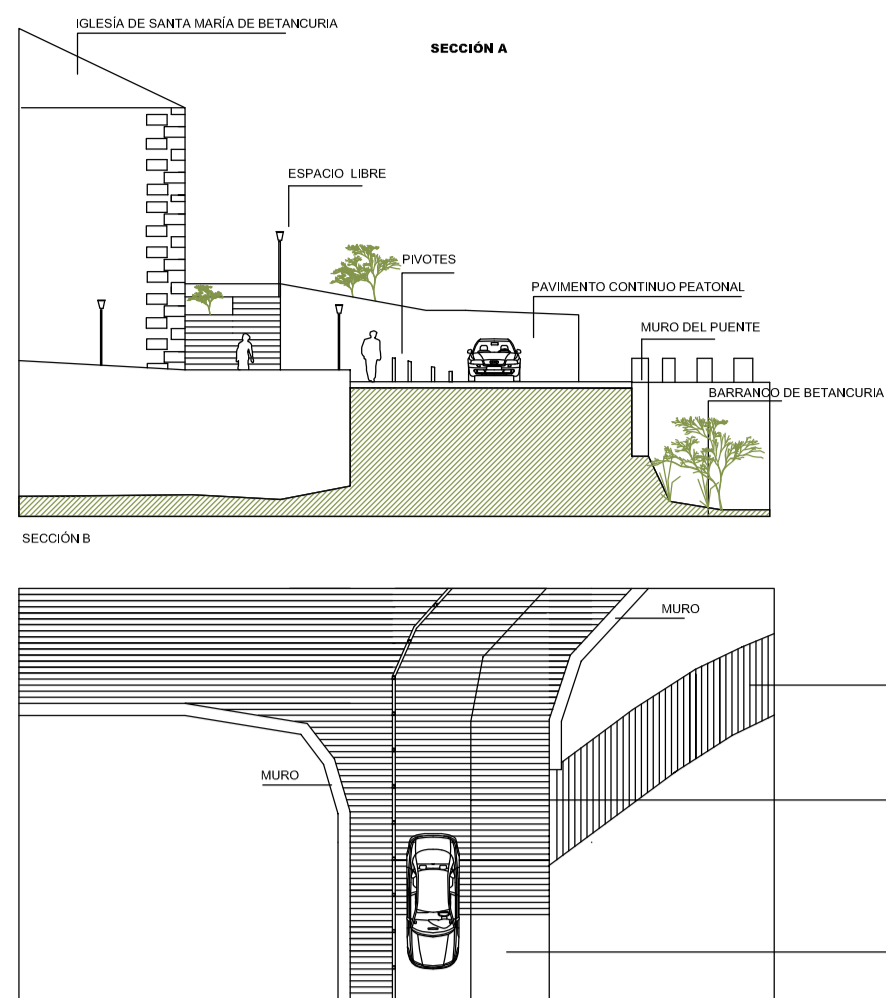 IGLESÍA DE SANTA MARÍA DE BETANCURIA
SECCIÓN A
ESPACIO LIBRE
PIVOTES
PAVIMENTO CONTINUO PEATONAL
MURO DEL PUENTE
BARRANCO DE BETANCURIA
SECCIÓN B
MURO
MURO